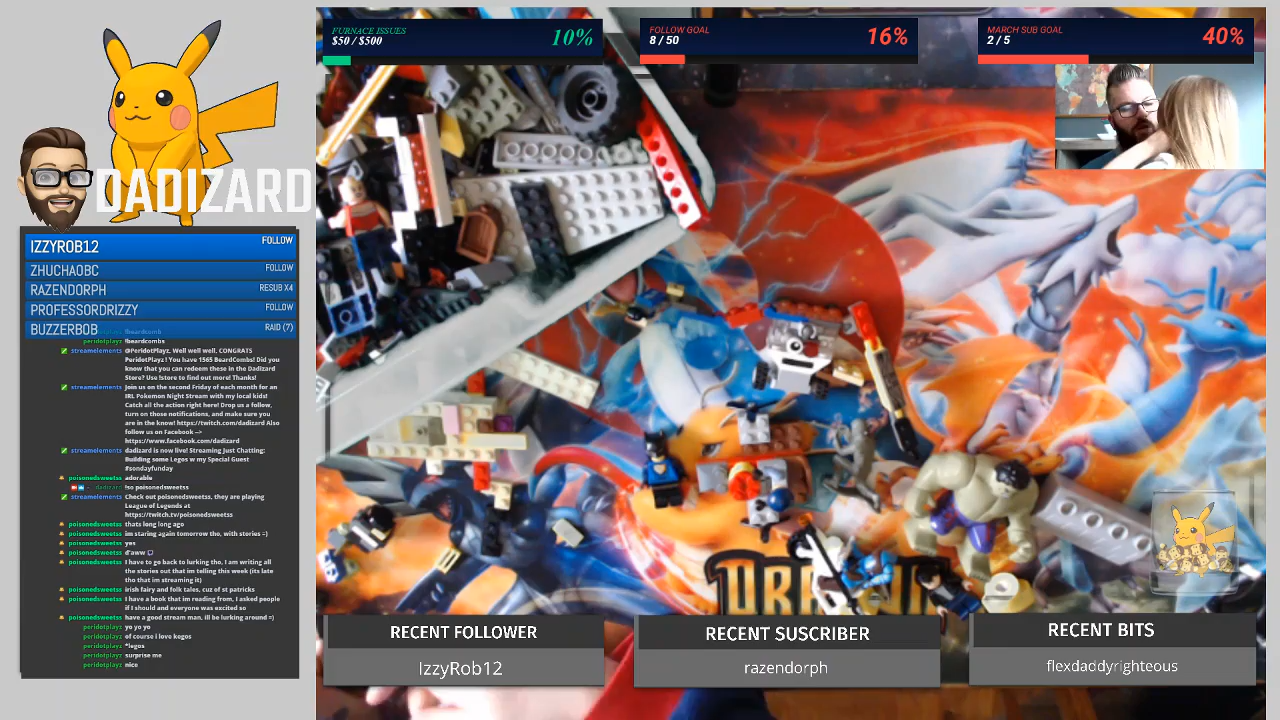 FURNACE ISSUES
$50 / $500
10%
FOLLOW GOAL
8 / 50
16%
MARCH SUB GOAL
2 / 5
40%
DADIZARD
IZZYROB12 FOLLOW
ZHUCHAOBC FOLLOW
RAZENDORPH RESUB X4
PROFESSORDRIZZY FOLLOW
BUZZERBOB RAID (7)
!beardcomb
peridotplayz !beardcombs
streamelements @PeridotPlayz, Well well well, CONGRATS
PeridotPlayz! You have 1565 BeardCombs! Did you
know that you can redeem these in the Dadizard
Store? Use !store to find out more! Thanks!
streamelements Join us on the second Friday of each month for an
IRL Pokemon Night Stream with my local kids!
Catch all the action right here! Drop us a follow,
turn on those notifications, and make sure you
are in the know! https://twitch.com/dadizard Also
follow us on Facebook -->
https://www.facebook.com/dadizard
streamelements dadizard is now live! Streaming Just Chatting:
Building some Legos w my Special Guest
#sondayfunday
poisonedsweetss adorable
dadizard !so poisonedsweetss
streamelements Check out poisonedsweetss, they are playing
League of Legends at
https://twitch.tv/poisonedsweetss
poisonedsweetss thats long long ago
poisonedsweetss im staring again tomorrow tho, with stories =)
poisonedsweetss yes
poisonedsweetss d'aww
poisonedsweetss I have to go back to lurking tho, I am writing all
the stories out that im telling this week (its late
tho that im streaming it)
poisonedsweetss irish fairy and folk tales, cuz of st patricks
poisonedsweetss I have a book that im reading from, I asked people
if I should and everyone was excited so
poisonedsweetss have a good stream man, ill be lurking around =)
peridotplayz yo yo yo
peridotplayz of course i love kegos
peridotplayz *legos
peridotplayz surprise me
peridotplayz nice
RECENT FOLLOWER
IzzyRob12
RECENT SUSCRIBER
razendorph
RECENT BITS
flexdaddyrighteous